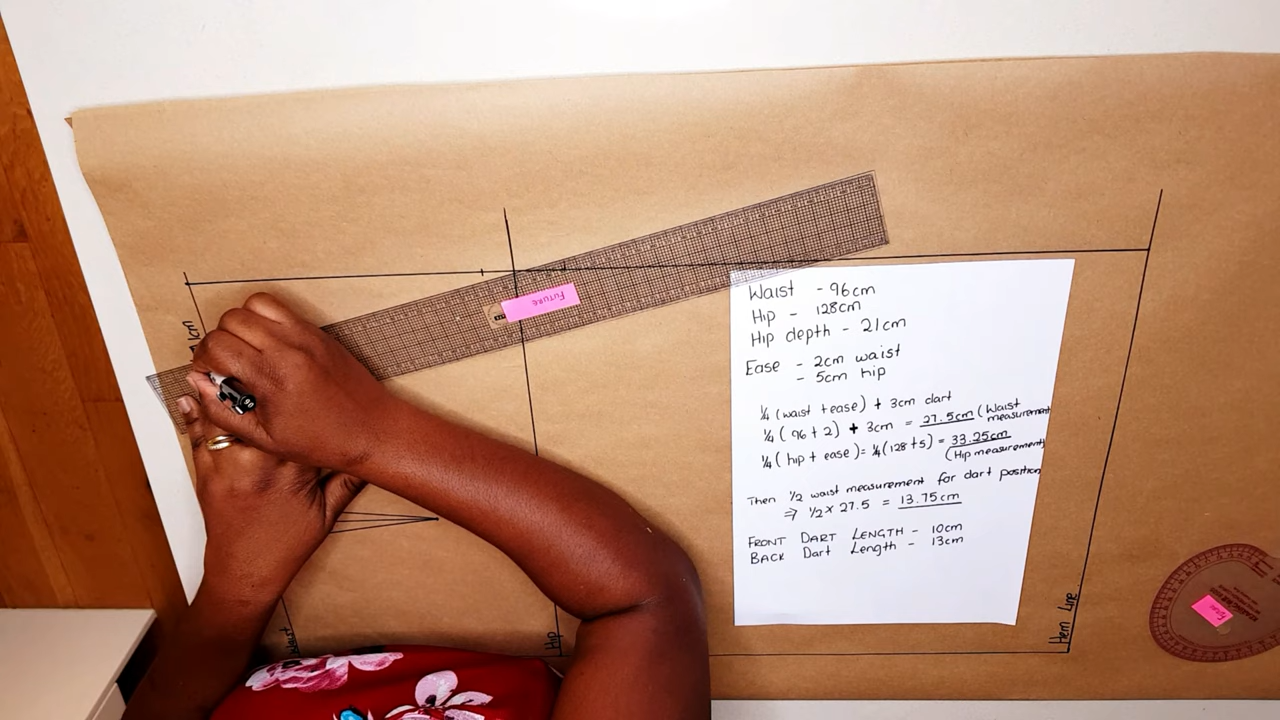 Waist - 96cm
Hip - 128cm
Hip depth - 21cm
Ease - 2cm waist
- 5cm hip
¼ (waist + ease) + 3cm dart
¼ (96 + 2) + 3cm = 27.5cm (Waist measurement)
¼ (hip + ease) = ¼ (128 + 5) = 33.25cm
(Hip measurement)
Then ½ waist measurement for dart position
⇒ ½ x 27.5 = 13.75cm
FRONT DART LENGTH - 10cm
BACK Dart Length - 13cm
FUTURE
Waist
Hip
Hem Line